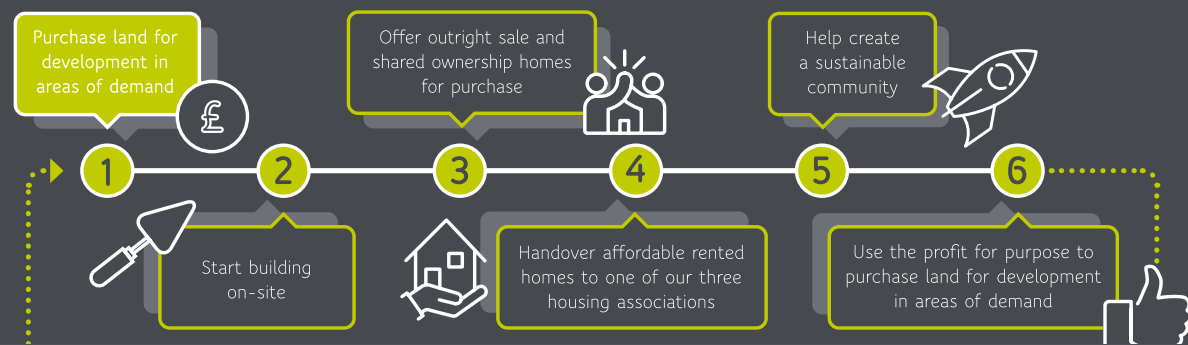 Purchase land for
development in
areas of demand
£
Offer outright sale and
shared ownership homes
for purchase
Help create
a sustainable
community
1
2
3
4
5
6
Start building
on-site
Handover affordable rented
homes to one of our three
housing associations
Use the profit for purpose to
purchase land for development
in areas of demand